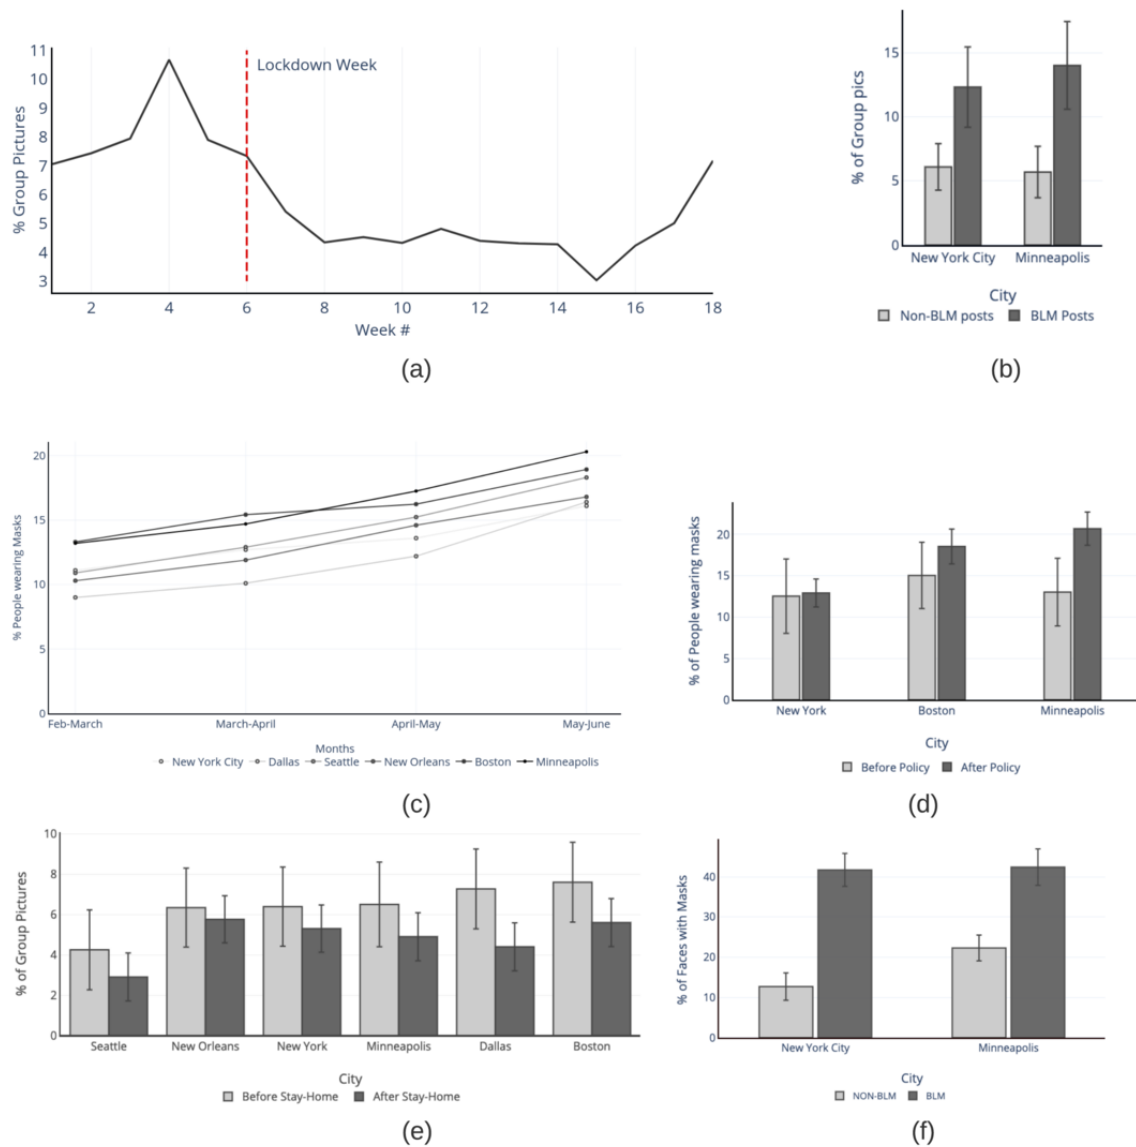 11
10
9
8
7
6
5
4
3
% Group Pictures
Lockdown Week
2 4 6 8 10 12 14 16 18
Week #
(a)
15
10
5
0
% of Group pics
New York City Minneapolis
City
Non-BLM posts BLM Posts
(b)
20
15
10
5
0
% People wearing Masks
Feb-March March-April April-May May-June
Months
New York City Dallas Seattle New Orleans Boston Minneapolis
(c)
20
15
10
5
0
% of People wearing masks
New York Boston Minneapolis
City
Before Policy After Policy
(d)
10
8
6
4
2
0
% of Group Pictures
Seattle New Orleans New York Minneapolis Dallas Boston
City
Before Stay-Home After Stay-Home
(e)
40
30
20
10
0
% of Faces with Masks
New York City Minneapolis
City
NON-BLM BLM
(f)